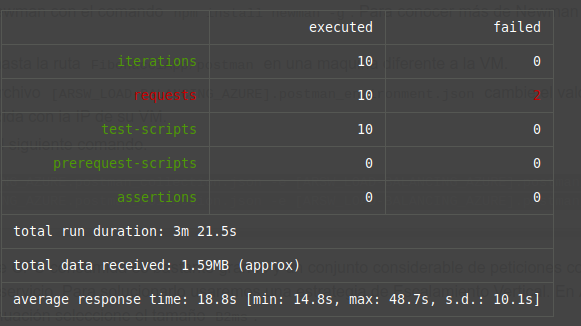 executed failed
iterations 10 0
requests 10 2
test-scripts 10 0
prerequest-scripts 0 0
assertions 0 0
total run duration: 3m 21.5s
total data received: 1.59MB (approx)
average response time: 18.8s [min: 14.8s, max: 48.7s, s.d.: 10.1s]